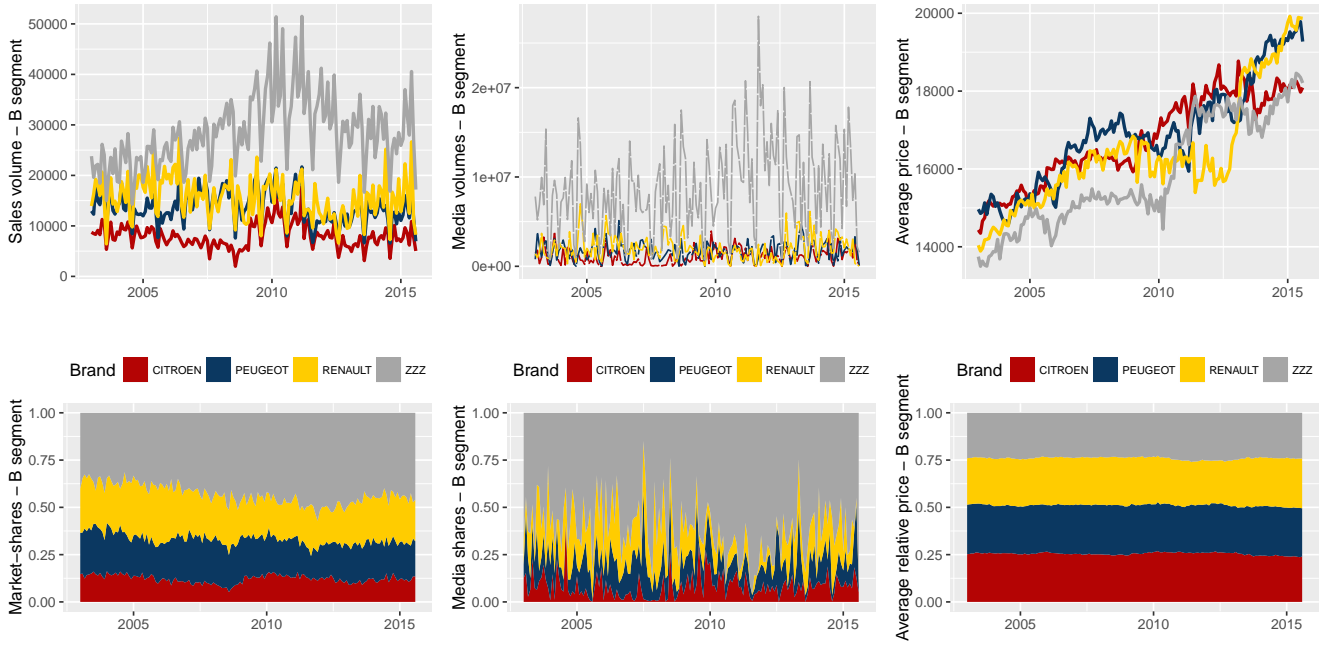 Sales volume – B segment
50000
40000
30000
20000
10000
0
2005 2010 2015
Media volumes – B segment
2e+07
1e+07
0e+00
2005 2010 2015
Average price – B segment
20000
18000
16000
14000
2005 2010 2015
Brand CITROEN PEUGEOT RENAULT ZZZ
Brand CITROEN PEUGEOT RENAULT ZZZ
Brand CITROEN PEUGEOT RENAULT ZZZ
Market–shares – B segment
1.00
0.75
0.50
0.25
0.00
2005 2010 2015
Media shares – B segment
1.00
0.75
0.50
0.25
0.00
2005 2010 2015
Average relative price – B segment
1.00
0.75
0.50
0.25
0.00
2005 2010 2015